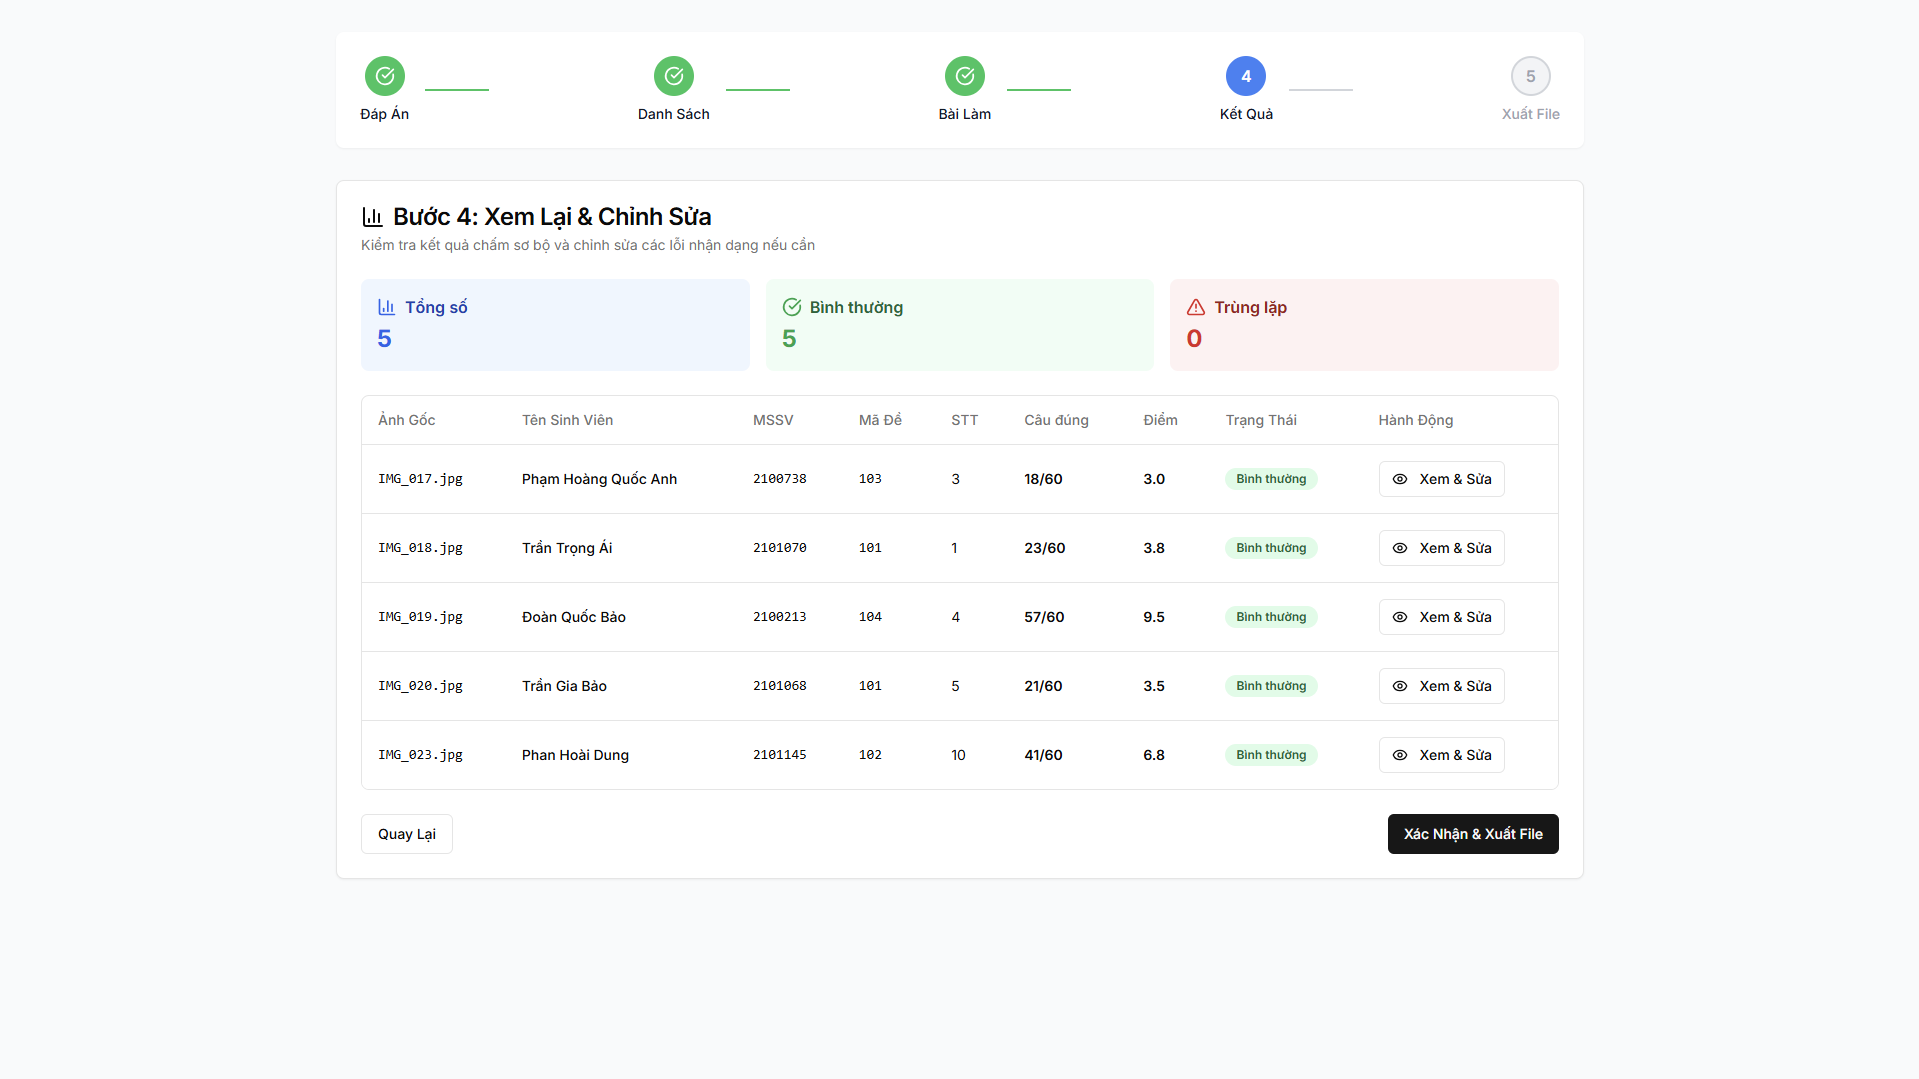 4
5
Đáp Án
Danh Sách
Bài Làm
Kết Quả
Xuất File
Bước 4: Xem Lại & Chỉnh Sửa
Kiểm tra kết quả chấm sơ bộ và chỉnh sửa các lỗi nhận dạng nếu cần
Tổng số
5
Bình thường
5
Trùng lặp
0
Ảnh Gốc Tên Sinh Viên MSSV Mã Đề STT Câu đúng Điểm Trạng Thái Hành Động
IMG_017.jpg Phạm Hoàng Quốc Anh 2100738 103 3 18/60 3.0 Bình thường Xem & Sửa
IMG_018.jpg Trần Trọng Ái 2101070 101 1 23/60 3.8 Bình thường Xem & Sửa
IMG_019.jpg Đoàn Quốc Bảo 2100213 104 4 57/60 9.5 Bình thường Xem & Sửa
IMG_020.jpg Trần Gia Bảo 2101068 101 5 21/60 3.5 Bình thường Xem & Sửa
IMG_023.jpg Phan Hoài Dung 2101145 102 10 41/60 6.8 Bình thường Xem & Sửa
Quay Lại
Xác Nhận & Xuất File